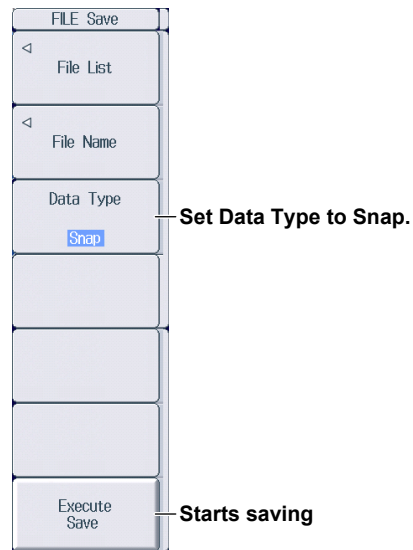 FILE Save
File List
File Name
Data Type
Snap
Set Data Type to Snap.
Execute
Save
Starts saving